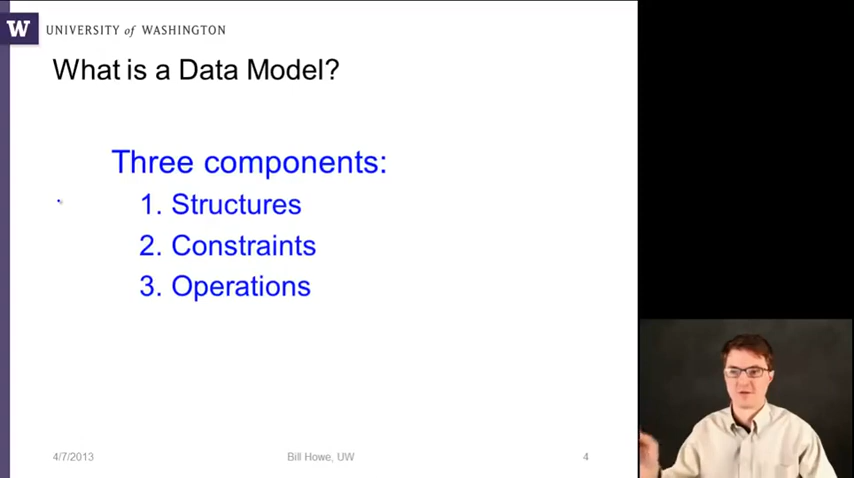 W UNIVERSITY of WASHINGTON
What is a Data Model?
Three components:
1. Structures
2. Constraints
3. Operations
4/7/2013 Bill Howe, UW 4